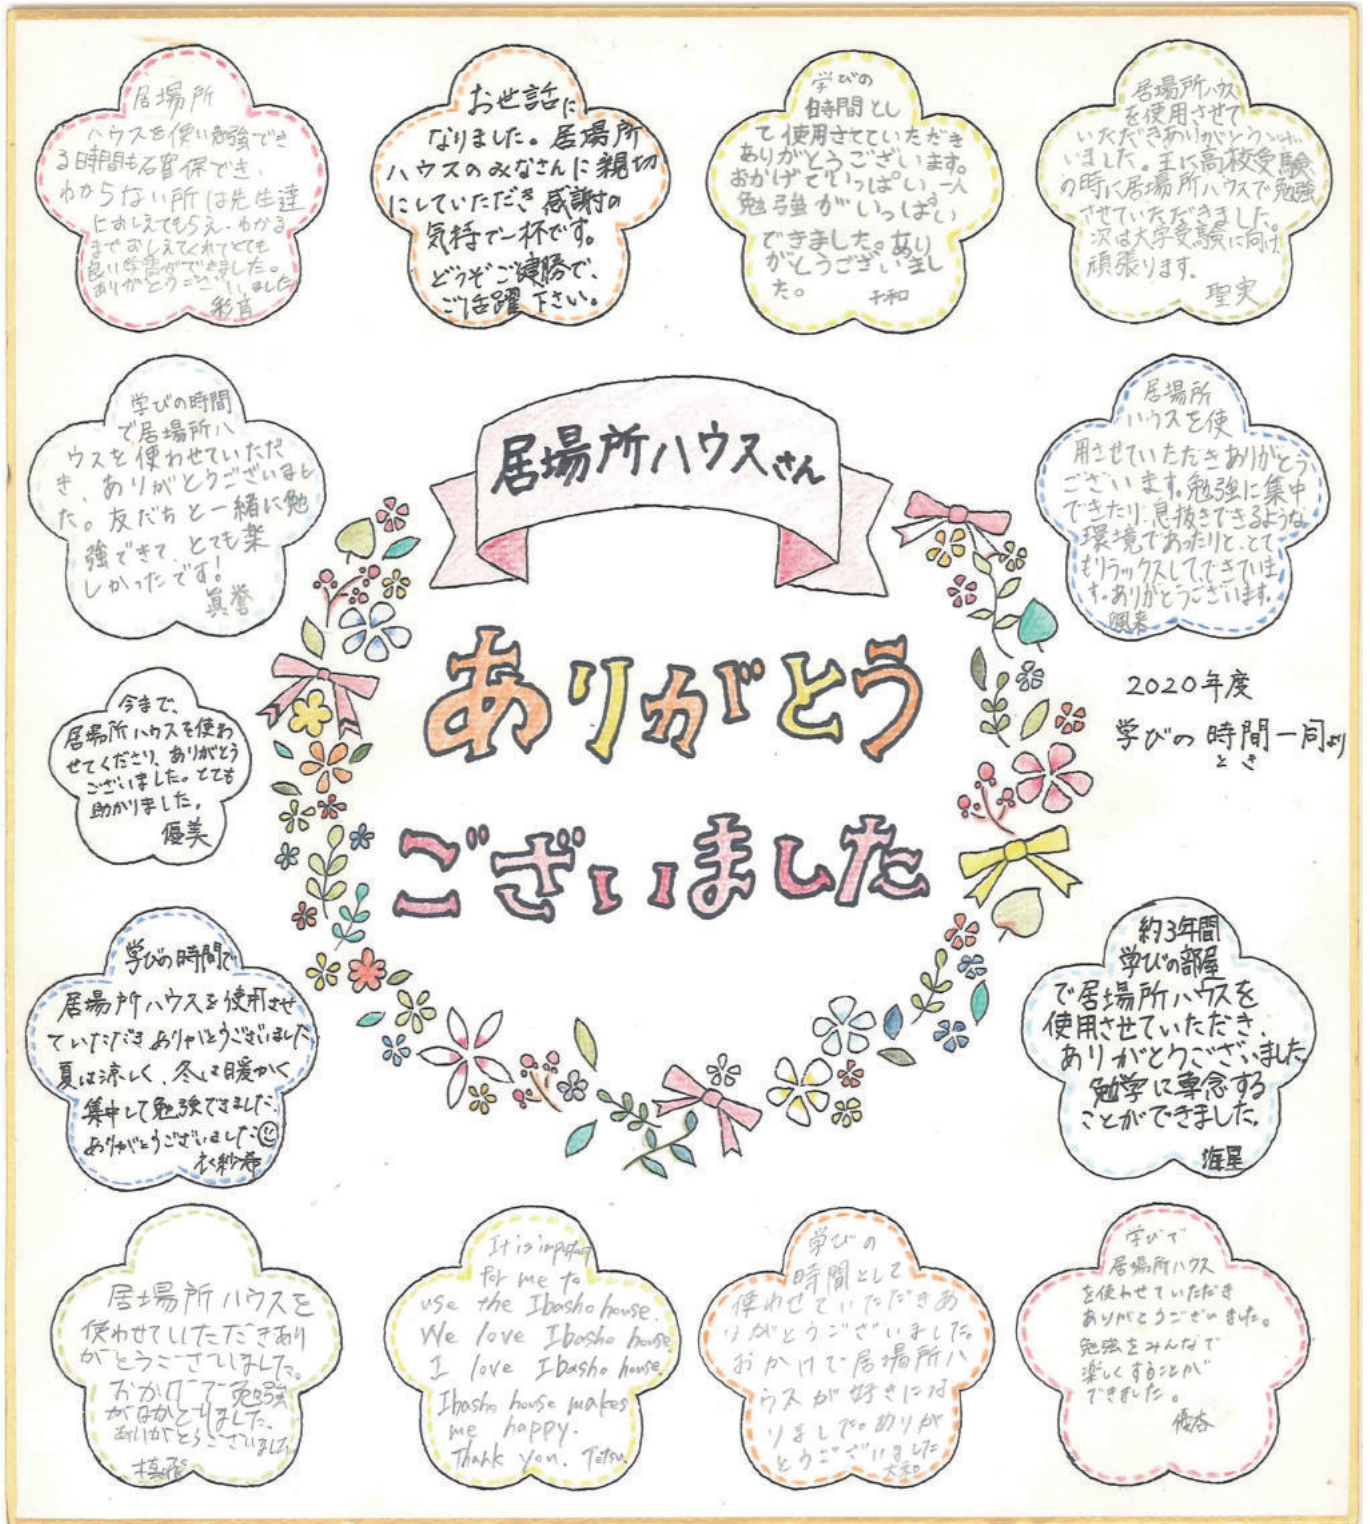 居場所
ハウスを使い勉強でき
る時間も確保でき、
わからない所は先生達
におしえてもらえ、わかる
までおしえてくれてとても
良い学習ができました。
ありがとうございました
彩音
お世話に
なりました。居場所
ハウスのみなさんに親切
にしていただき感謝の
気持で一杯です。
どうぞご健勝で、
ご活躍下さい。
学びの
時間とし
て使用さてていただき
ありがとうございます。
おかげでいっぱい、一人
勉強がいっぱい
できました。あり
がとうございまし
た。
千和
居場所ハウス
を使用させて
いただきありがとうござい
ました。主に高校受験
の時に居場所ハウスで勉強
させていただきました。
次は大学受験に向け
頑張ります。
聖実
居場所ハウスさん
ありがとう
ございました
学びの時間
で居場所ハ
ウスを使わせていただ
き、ありがとうございまし
た。友だちと一緒に勉
強できて、とても楽
しかったです!
眞誉
居場所
ハウスを使
用させていただきありがとう
ございます。勉強に集中
できたり、息抜きできるような
環境であったりと、とて
もリラックスして、できていま
す。ありがとうございます。
颯来
2020年度
学びの時間一同より
とき
今まで、
居場所ハウスを使わ
せてくださり、ありがとう
ございました。とても
助かりました。
優美
学びの時間で
居場所ハウスを使用させ
ていただきありがとうございました
夏は涼しく、冬は暖かく
集中して勉強できました。
ありがとうございました
衣紗希
約3年間
学びの部屋
で居場所ハウスを
使用させていただき、
ありがとうございました。
勉学に専念する
ことができました。
海星
居場所ハウスを
使わせていただきあり
がとうございました。
おかげで勉強
がはかどりました。
ありがとうございました
It is important
for me to
use the Ibasho house.
We love Ibasho house
I love Ibasho house
Ibasho house makes
me happy.
Thank you. Tetsu.
学びの
時間として
使わせていただきあ
りがとうございました。
おかげで居場所ハ
ウスが好きにな
りました。ありが
とうございました
大和
学びで
居場所ハウス
を使わせていただき
ありがとうございました。
勉強をみんなで
楽しくすることが
できました。
優杏